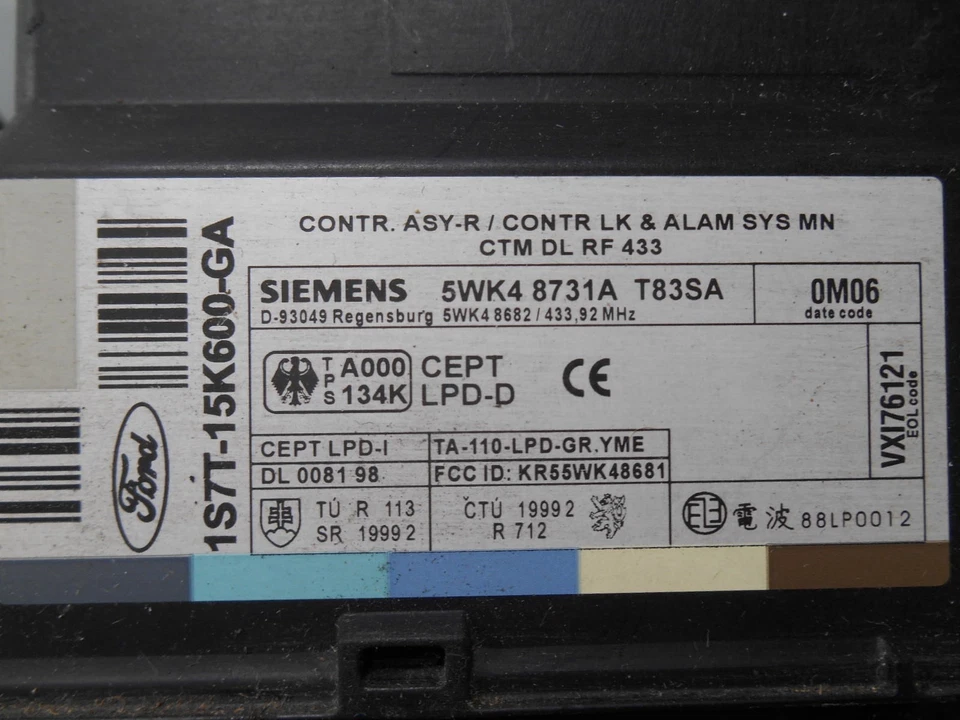 CONTR. ASY-R / CONTR LK & ALAM SYS MN
CTM DL RF 433
1S7T-15K600-GA
Ford
SIEMENS 5WK4 8731A T83SA
D-93049 Regensburg 5WK4 8682 / 433,92 MHz
0M06
date code
TPS A000
134K
CEPT
LPD-D
CE
VXI76121
EOL code
CEPT LPD-I
TA-110-LPD-GR.YME
DL 0081 98
FCC ID: KR55WK48681
TÚ R 113
SR 1999 2
ČTÚ 1999 2
R 712
電波 88LP0012